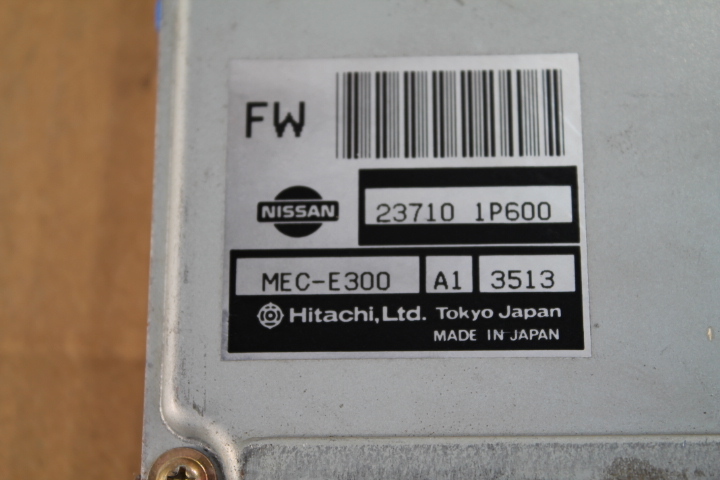 FW
NISSAN 23710 1P600
MEC-E300 A1 3513
Hitachi, Ltd. Tokyo Japan
MADE IN JAPAN